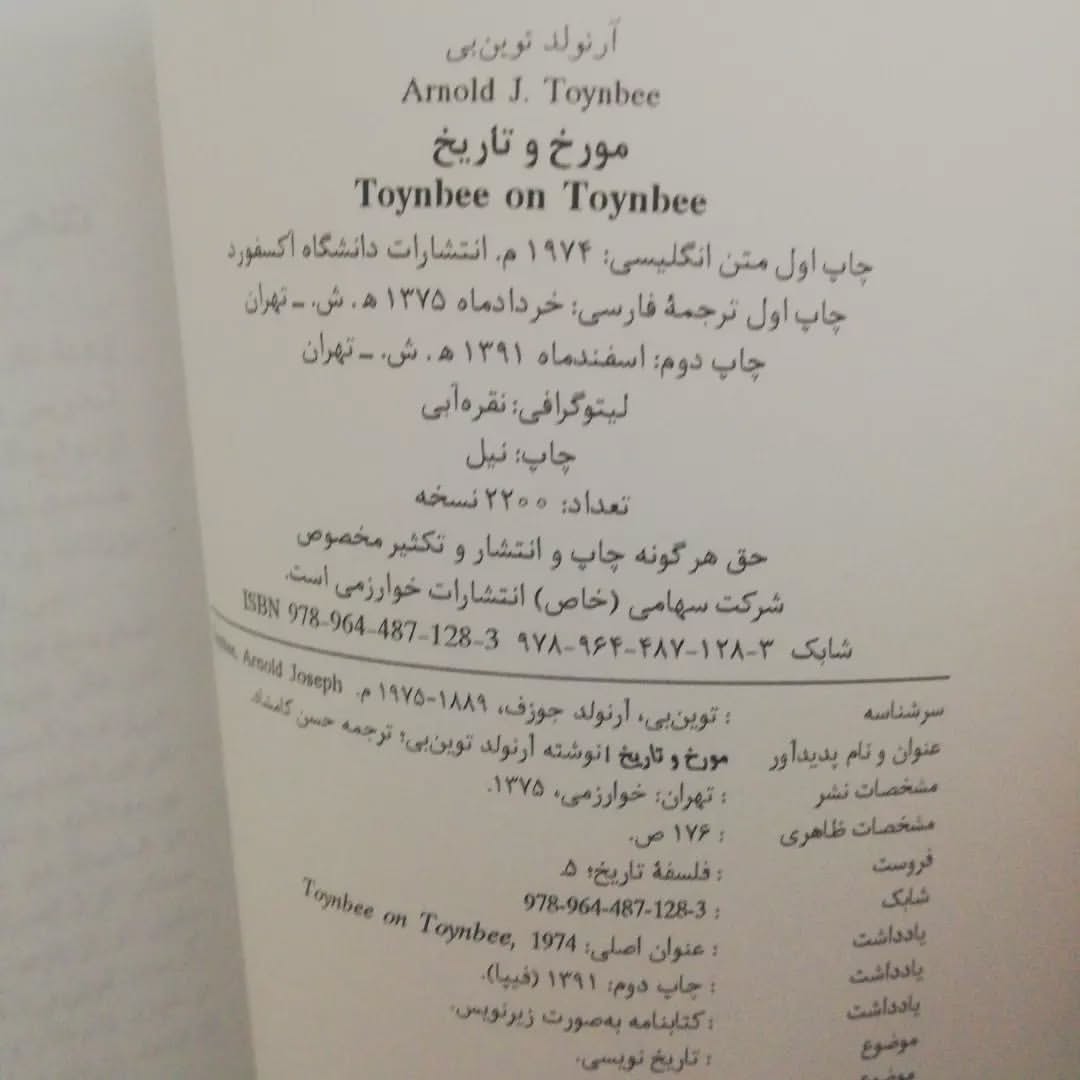 آرنولد توین‌بی
Arnold J. Toynbee
مورخ و تاریخ
Toynbee on Toynbee
چاپ اول متن انگلیسی: ۱۹۷۴ م. انتشارات دانشگاه آکسفورد
چاپ اول ترجمهٔ فارسی: خردادماه ۱۳۷۵ ه‍. ش. ـ تهران
چاپ دوم: اسفندماه ۱۳۹۱ ه‍. ش. ـ تهران
لیتوگرافی: نقره‌آبی
چاپ: نیل
تعداد: ۲۲۰۰ نسخه
حق هر گونه چاپ و انتشار و تکثیر مخصوص
شرکت سهامی (خاص) انتشارات خوارزمی است.
شابک ۳-۱۲۸-۴۸۷-۹۶۴-۹۷۸ ISBN 978-964-487-128-3
سرشناسه : توین‌بی، آرنولد جوزف، ۱۸۸۹-۱۹۷۵ م. Arnold Joseph
عنوان و نام پدیدآور : مورخ و تاریخ / نوشته آرنولد توین‌بی؛ ترجمه حسن کامشاد.
مشخصات نشر : تهران: خوارزمی، ۱۳۷۵.
مشخصات ظاهری : ۱۷۶ ص.
فروست : فلسفهٔ تاریخ؛ ۵.
شابک : 978-964-487-128-3
یادداشت : عنوان اصلی: Toynbee on Toynbee, 1974
یادداشت : چاپ دوم: ۱۳۹۱ (فیپا).
یادداشت : کتابنامه به‌صورت زیرنویس.
موضوع : تاریخ نویسی.
موضوع